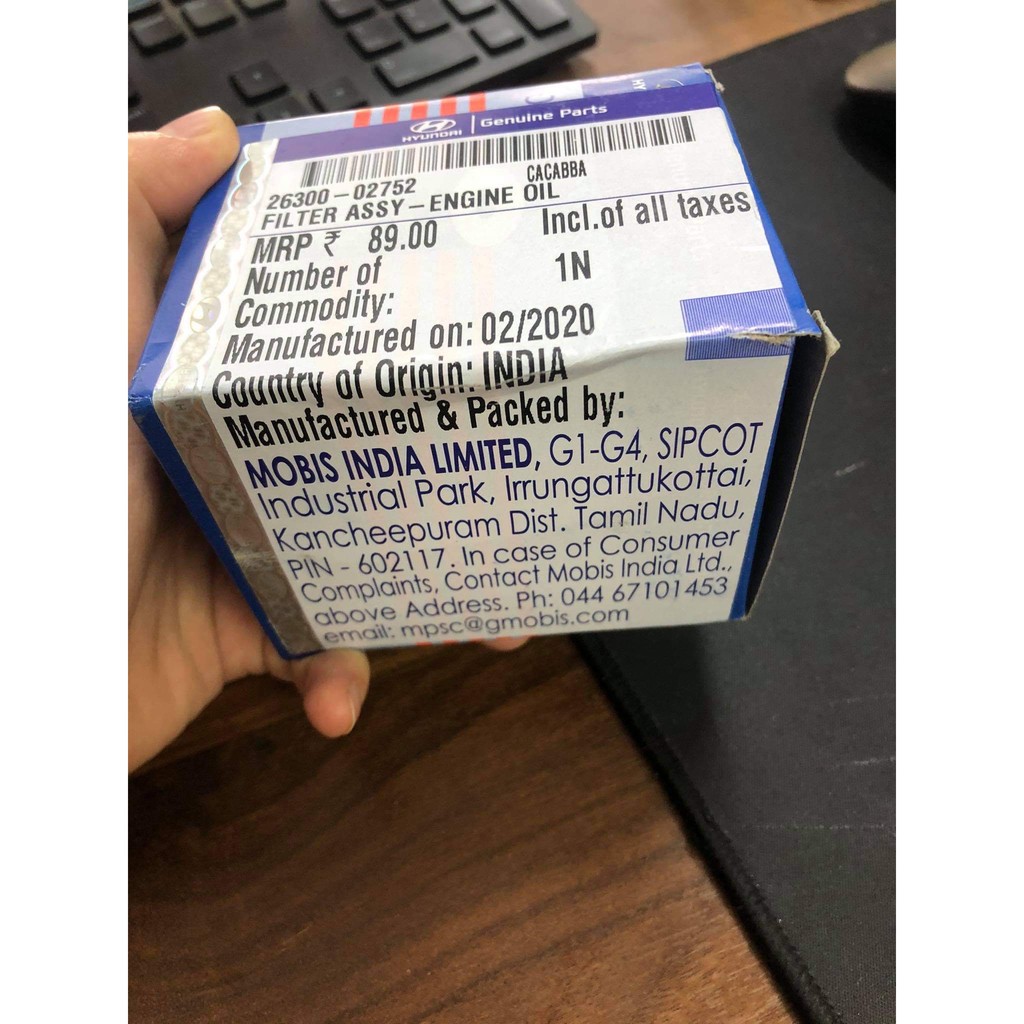 HYUNDAI | Genuine Parts
CACABBA
26300-02752
FILTER ASSY-ENGINE OIL
MRP ₹ 89.00 Incl.of all taxes
Number of 1N
Commodity:
Manufactured on: 02/2020
Country of Origin: INDIA
Manufactured & Packed by:
MOBIS INDIA LIMITED, G1-G4, SIPCOT
Industrial Park, Irrungattukottai,
Kancheepuram Dist. Tamil Nadu,
PIN - 602117. In case of Consumer
Complaints, Contact Mobis India Ltd.,
above Address. Ph: 044 67101453
email: mpsc@gmobis.com